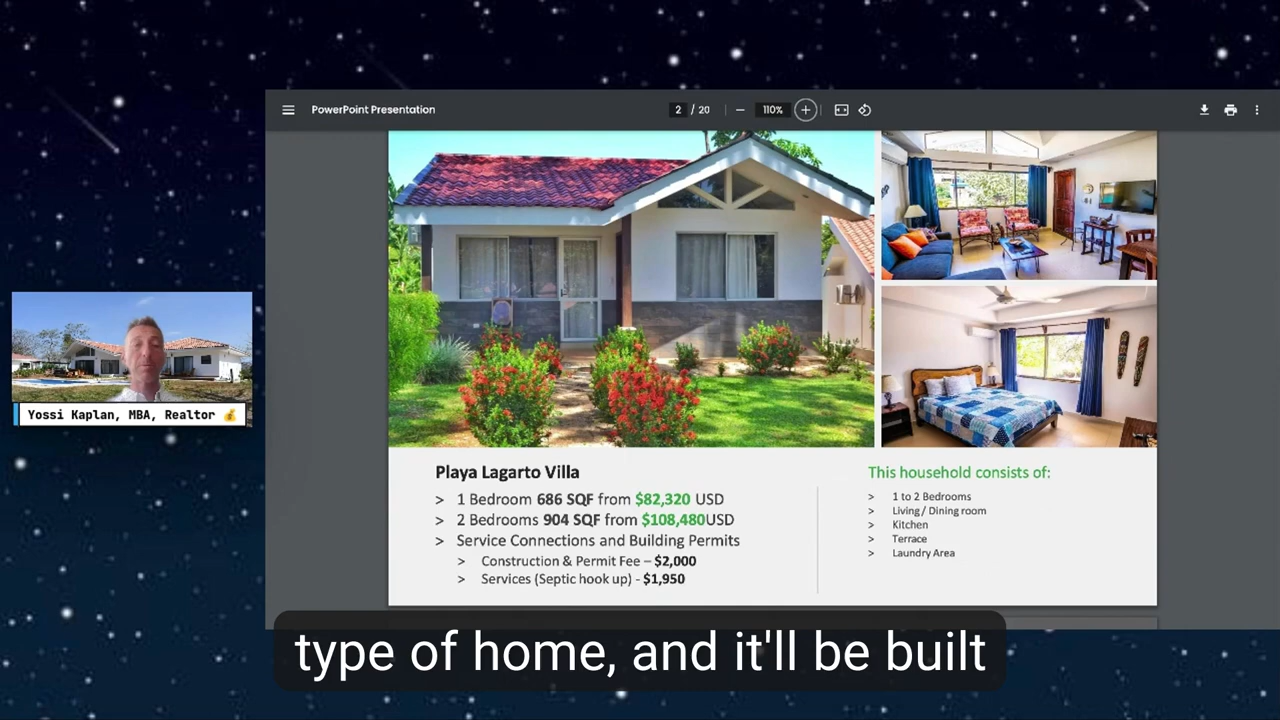 PowerPoint Presentation
2 / 20
110%
Yossi Kaplan, MBA, Realtor 💰
Playa Lagarto Villa
> 1 Bedroom 686 SQF from $82,320 USD
> 2 Bedrooms 904 SQF from $108,480USD
> Service Connections and Building Permits
> Construction & Permit Fee – $2,000
> Services (Septic hook up) - $1,950
This household consists of:
> 1 to 2 Bedrooms
> Living / Dining room
> Kitchen
> Terrace
> Laundry Area
type of home, and it'll be built